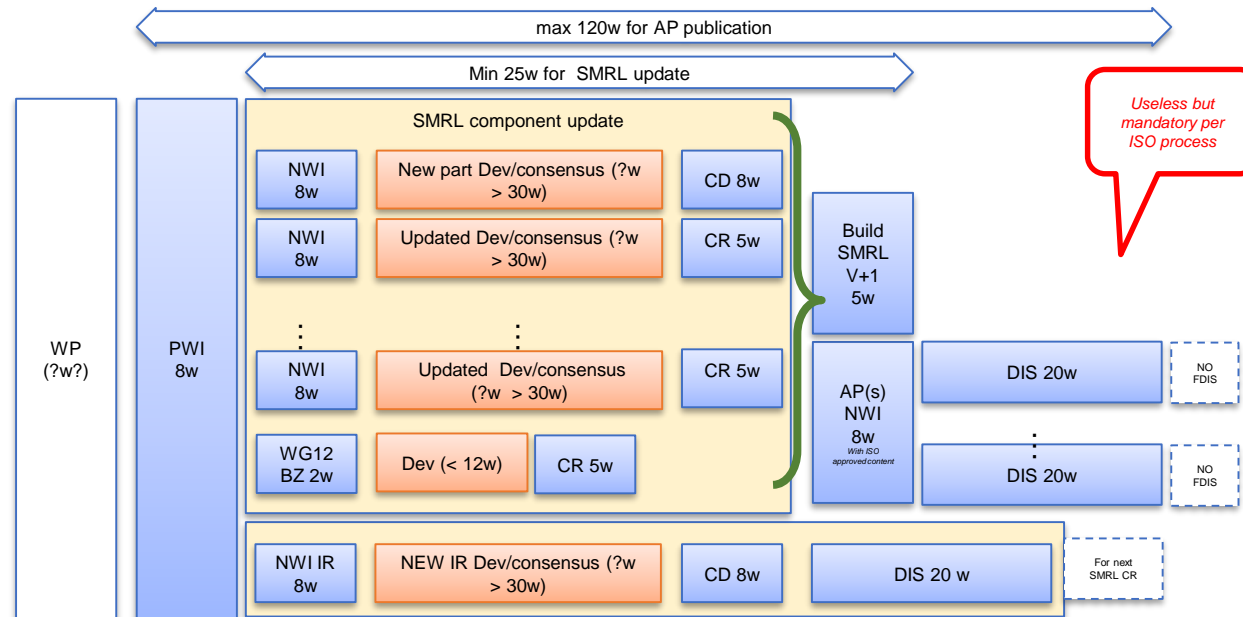 max 120w for AP publication
Min 25w for  SMRL update
Useless but
mandatory per
ISO process
WP
(?w?)
PWI
8w
SMRL component update
NWI
8w
New part Dev/consensus (?w
> 30w)
CD 8w
NWI
8w
Updated Dev/consensus (?w
> 30w)
CR 5w
⋮
⋮
NWI
8w
Updated  Dev/consensus
(?w  > 30w)
CR 5w
WG12
BZ 2w
Dev (< 12w)
CR 5w
Build
SMRL
V+1
5w
AP(s)
NWI
8w
With ISO
approved content
DIS 20w
NO
FDIS
⋮
DIS 20w
NO
FDIS
NWI IR
8w
NEW IR Dev/consensus (?w
> 30w)
CD 8w
DIS 20 w
For next
SMRL CR